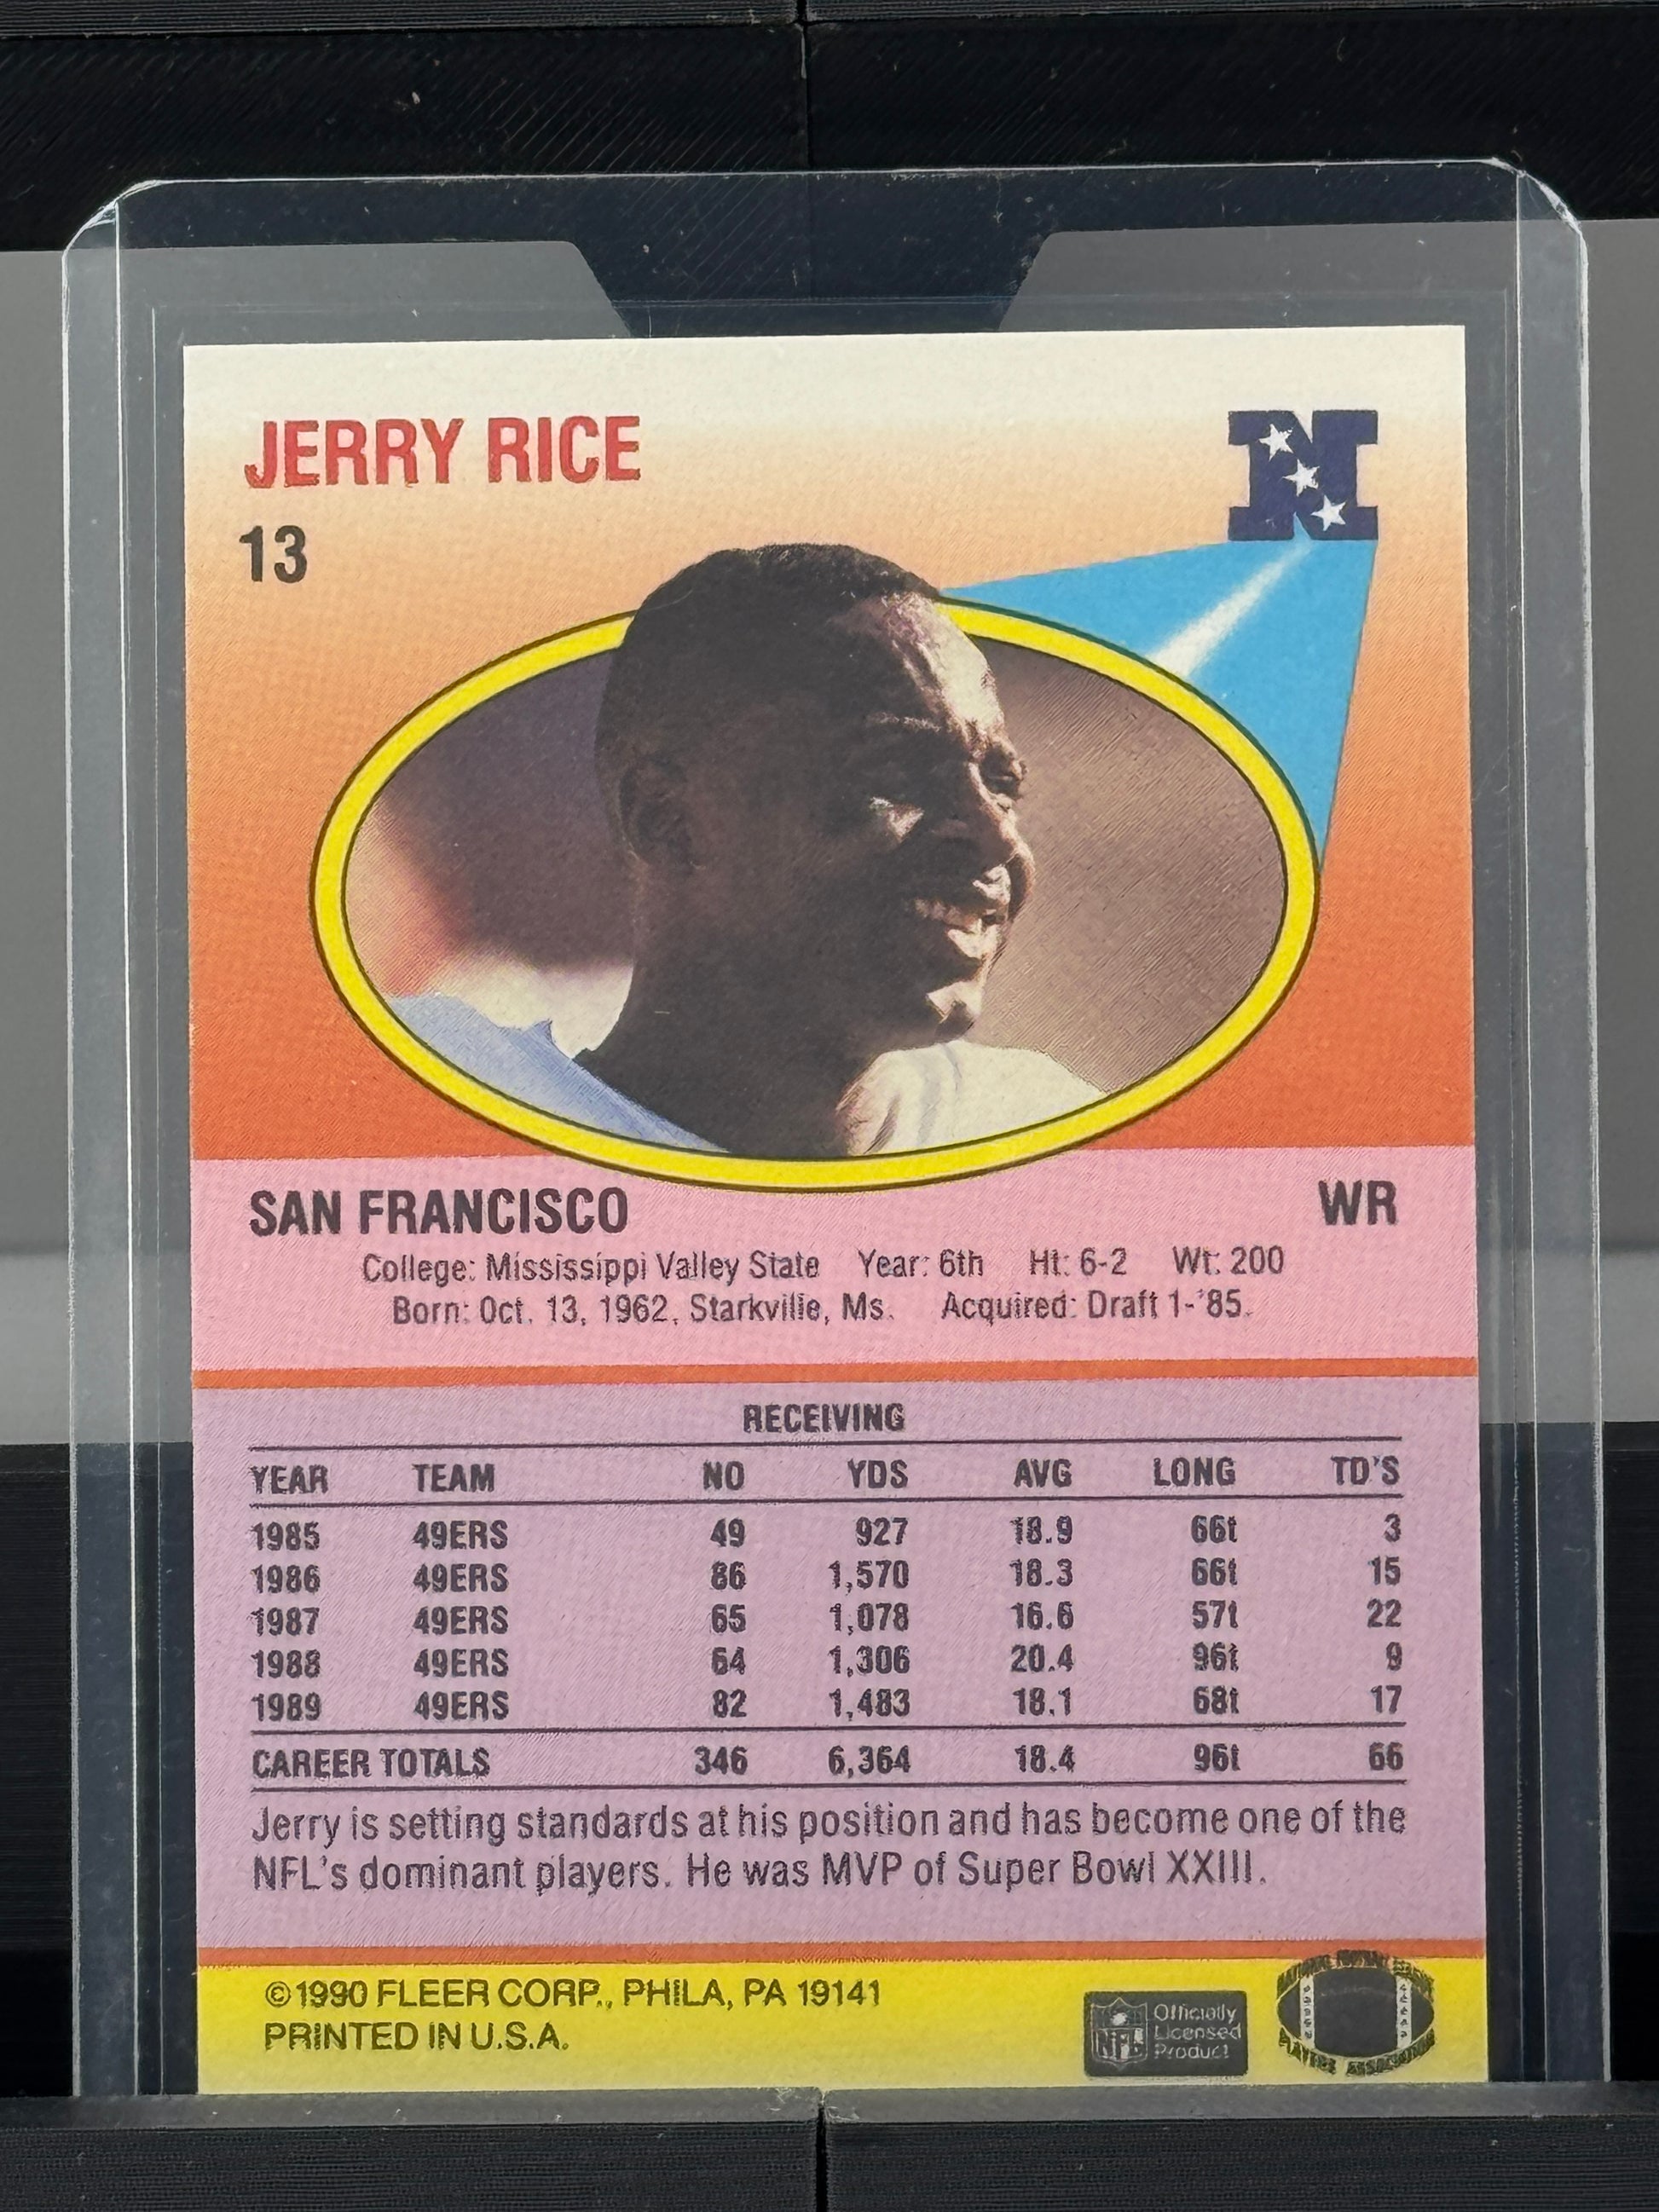 JERRY RICE
N
13
SAN FRANCISCO WR
College: Mississippi Valley State Year: 6th Ht: 6-2 Wt: 200
Born: Oct. 13, 1962, Starkville, Ms. Acquired: Draft 1-'85.
RECEIVING
YEAR TEAM NO YDS AVG LONG TD'S
1985 49ERS 49 927 18.9 66t 3
1986 49ERS 86 1,570 18.3 66t 15
1987 49ERS 65 1,078 16.6 57t 22
1988 49ERS 64 1,306 20.4 96t 9
1989 49ERS 82 1,483 18.1 68t 17
CAREER TOTALS 346 6,364 18.4 96t 66
Jerry is setting standards at his position and has become one of the
NFL's dominant players. He was MVP of Super Bowl XXIII.
©1990 FLEER CORP., PHILA, PA 19141
PRINTED IN U.S.A.
NFL
Officially
Licensed
Product
NATIONAL FOOTBALL LEAGUE
PLAYERS ASSOCIATION